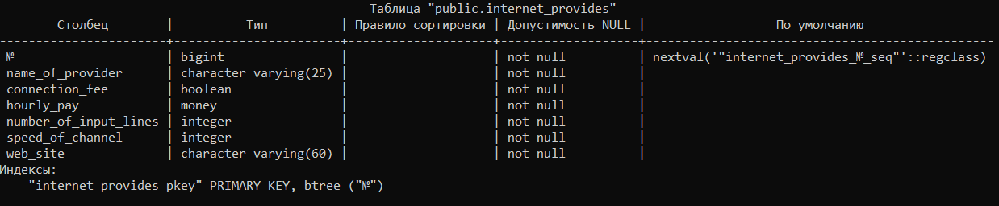 Таблица "public.internet_provides"
Столбец | Тип | Правило сортировки | Допустимость NULL | По умолчанию
-----------------------+-----------------------+--------------------+-------------------+-----------------------------------------------
№ | bigint | | not null | nextval('"internet_provides_№_seq"'::regclass)
name_of_provider | character varying(25) | | not null |
connection_fee | boolean | | not null |
hourly_pay | money | | not null |
number_of_input_lines | integer | | not null |
speed_of_channel | integer | | not null |
web_site | character varying(60) | | not null |
Индексы:
"internet_provides_pkey" PRIMARY KEY, btree ("№")